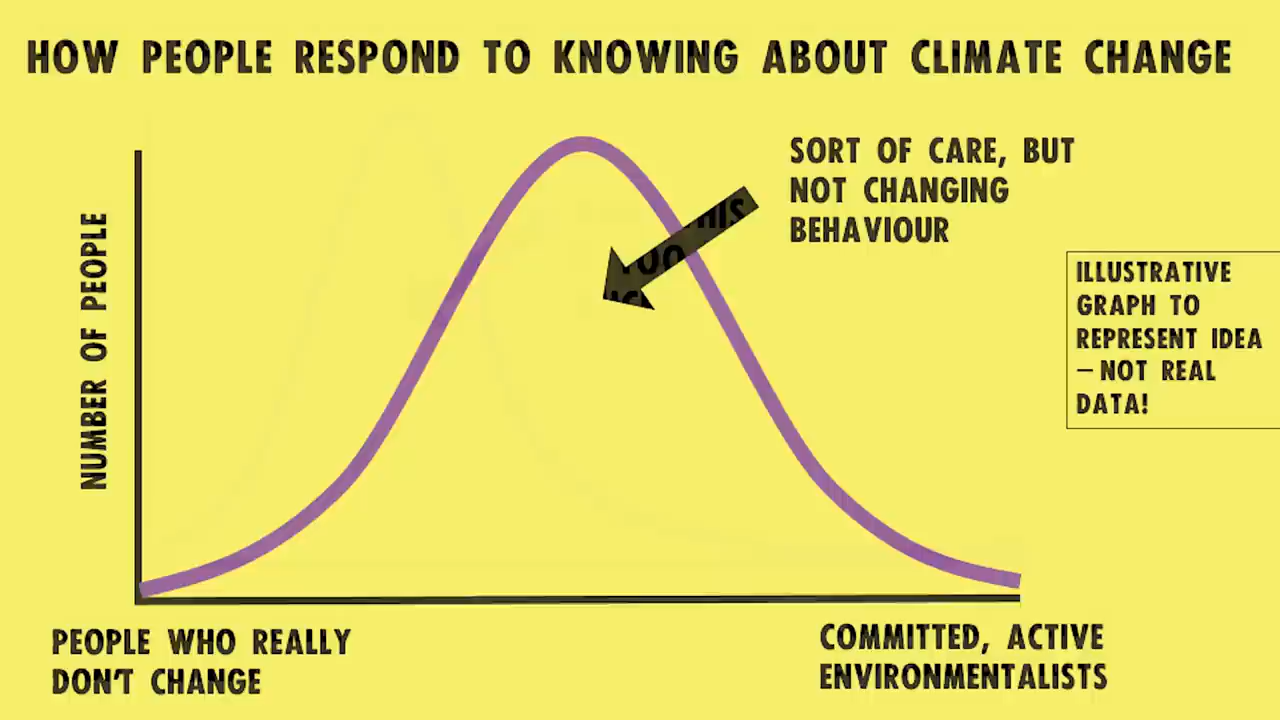 HOW PEOPLE RESPOND TO KNOWING ABOUT CLIMATE CHANGE
SORT OF CARE, BUT
NOT CHANGING
BEHAVIOUR
ILLUSTRATIVE
GRAPH TO
REPRESENT IDEA
– NOT REAL
DATA!
NUMBER OF PEOPLE
PEOPLE WHO REALLY
DON'T CHANGE
COMMITTED, ACTIVE
ENVIRONMENTALISTS